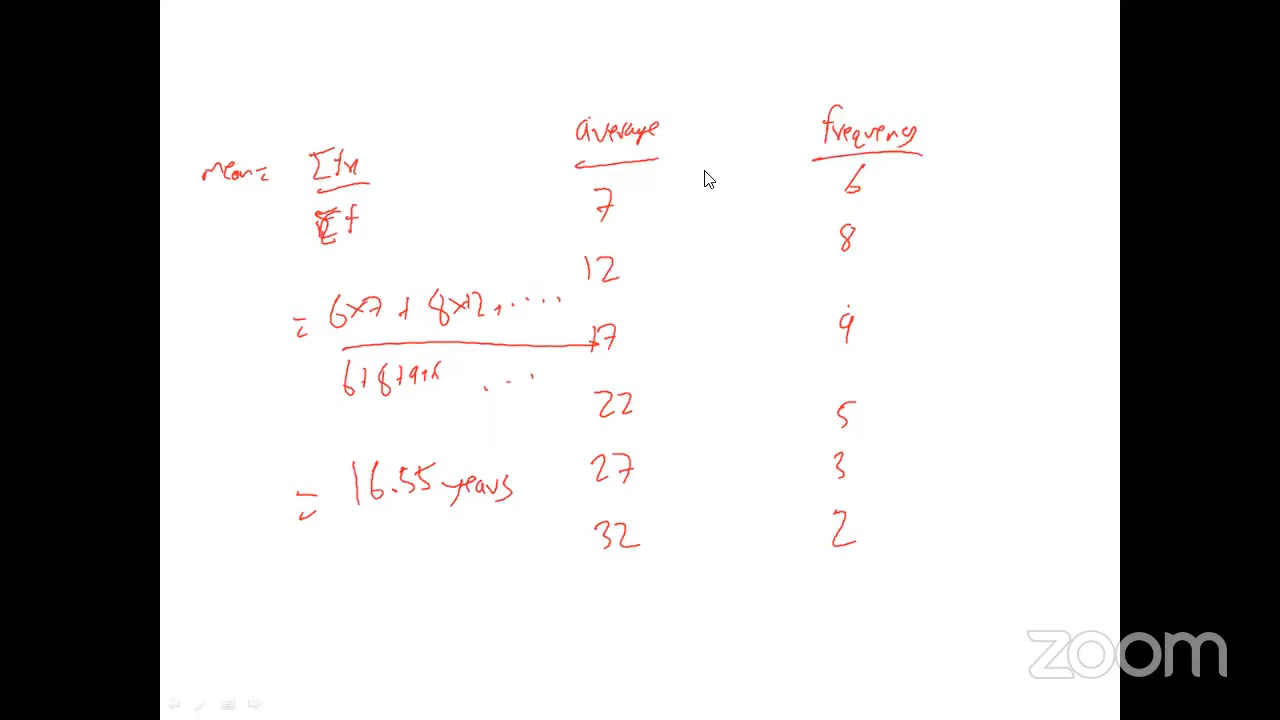 average frequency
mean = Σfx
Σf
7 6
12 8
= 6×7 + 8×12, ....
17 9
6+8+9+ ....
22 5
27 3
= 16.55 years
32 2
zoom